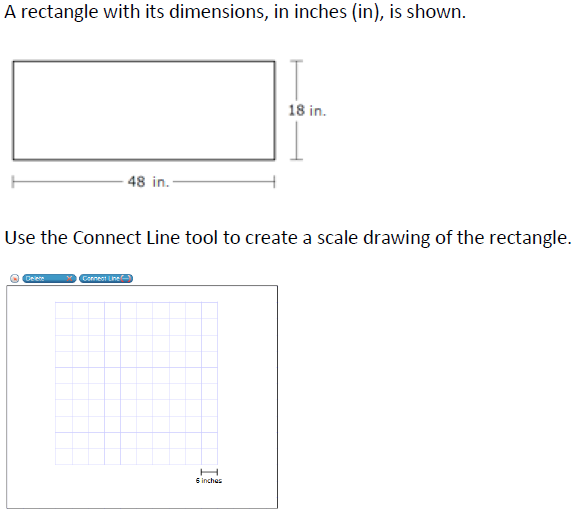 A rectangle with its dimensions, in inches (in), is shown.
18 in.
48 in.
Use the Connect Line tool to create a scale drawing of the rectangle.
Delete Connect Line
6 inches